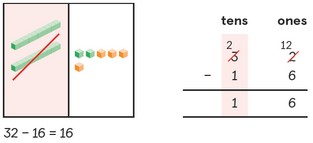 tens ones
2 12
3 2
− 1 6
1 6
32 − 16 = 16